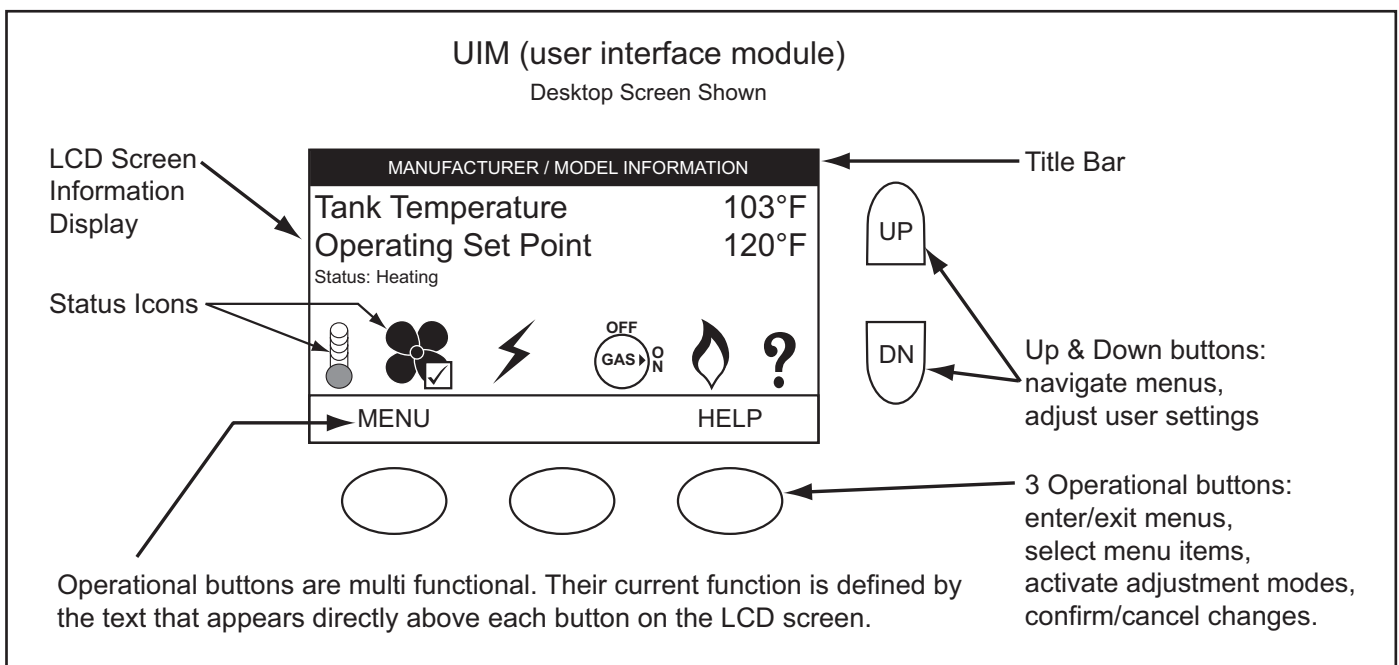 UIM (user interface module)
Desktop Screen Shown
LCD Screen
Information
Display
MANUFACTURER / MODEL INFORMATION
Title Bar
Tank Temperature 103°F
Operating Set Point 120°F
Status: Heating
UP
Status Icons
OFF
GAS
ON
?
DN
Up & Down buttons:
navigate menus,
adjust user settings
MENU HELP
3 Operational buttons:
enter/exit menus,
select menu items,
activate adjustment modes,
confirm/cancel changes.
Operational buttons are multi functional. Their current function is defined by
the text that appears directly above each button on the LCD screen.